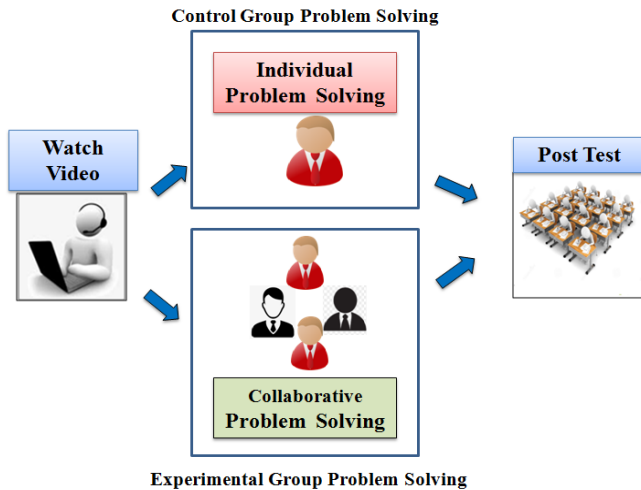 Control Group Problem Solving
Individual
Problem Solving
Watch
Video
Post Test
Collaborative
Problem Solving
Experimental Group Problem Solving